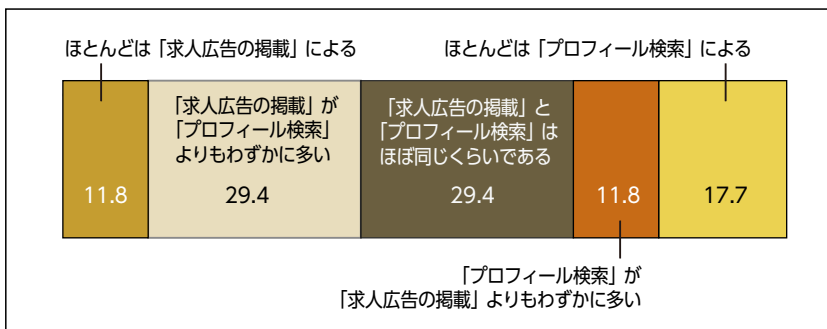 ほとんどは「求人広告の掲載」による
ほとんどは「プロフィール検索」による
「求人広告の掲載」が
「プロフィール検索」
よりもわずかに多い
「求人広告の掲載」と
「プロフィール検索」は
ほぼ同じくらいである
11.8
29.4
29.4
11.8
17.7
「プロフィール検索」が
「求人広告の掲載」よりもわずかに多い